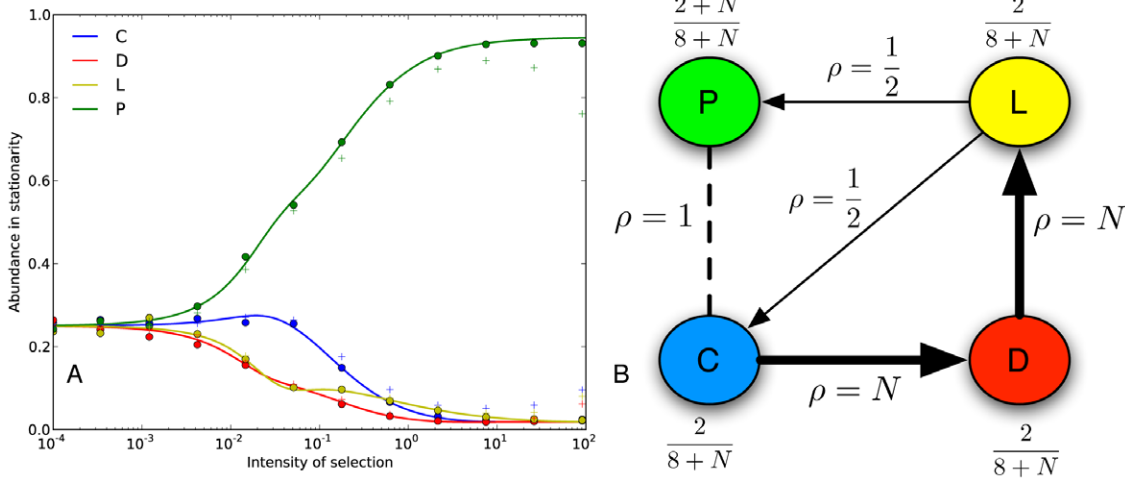 1.0
0.8
0.6
0.4
0.2
0.0
Abundance in stationarity
C
D
L
P
A
10^-4
10^-3
10^-2
10^-1
10^0
10^1
10^2
Intensity of selection
B
2 + N
8 + N
2
8 + N
P
L
ρ = 1/2
ρ = 1/2
ρ = 1
ρ = N
C
D
ρ = N
2
8 + N
2
8 + N